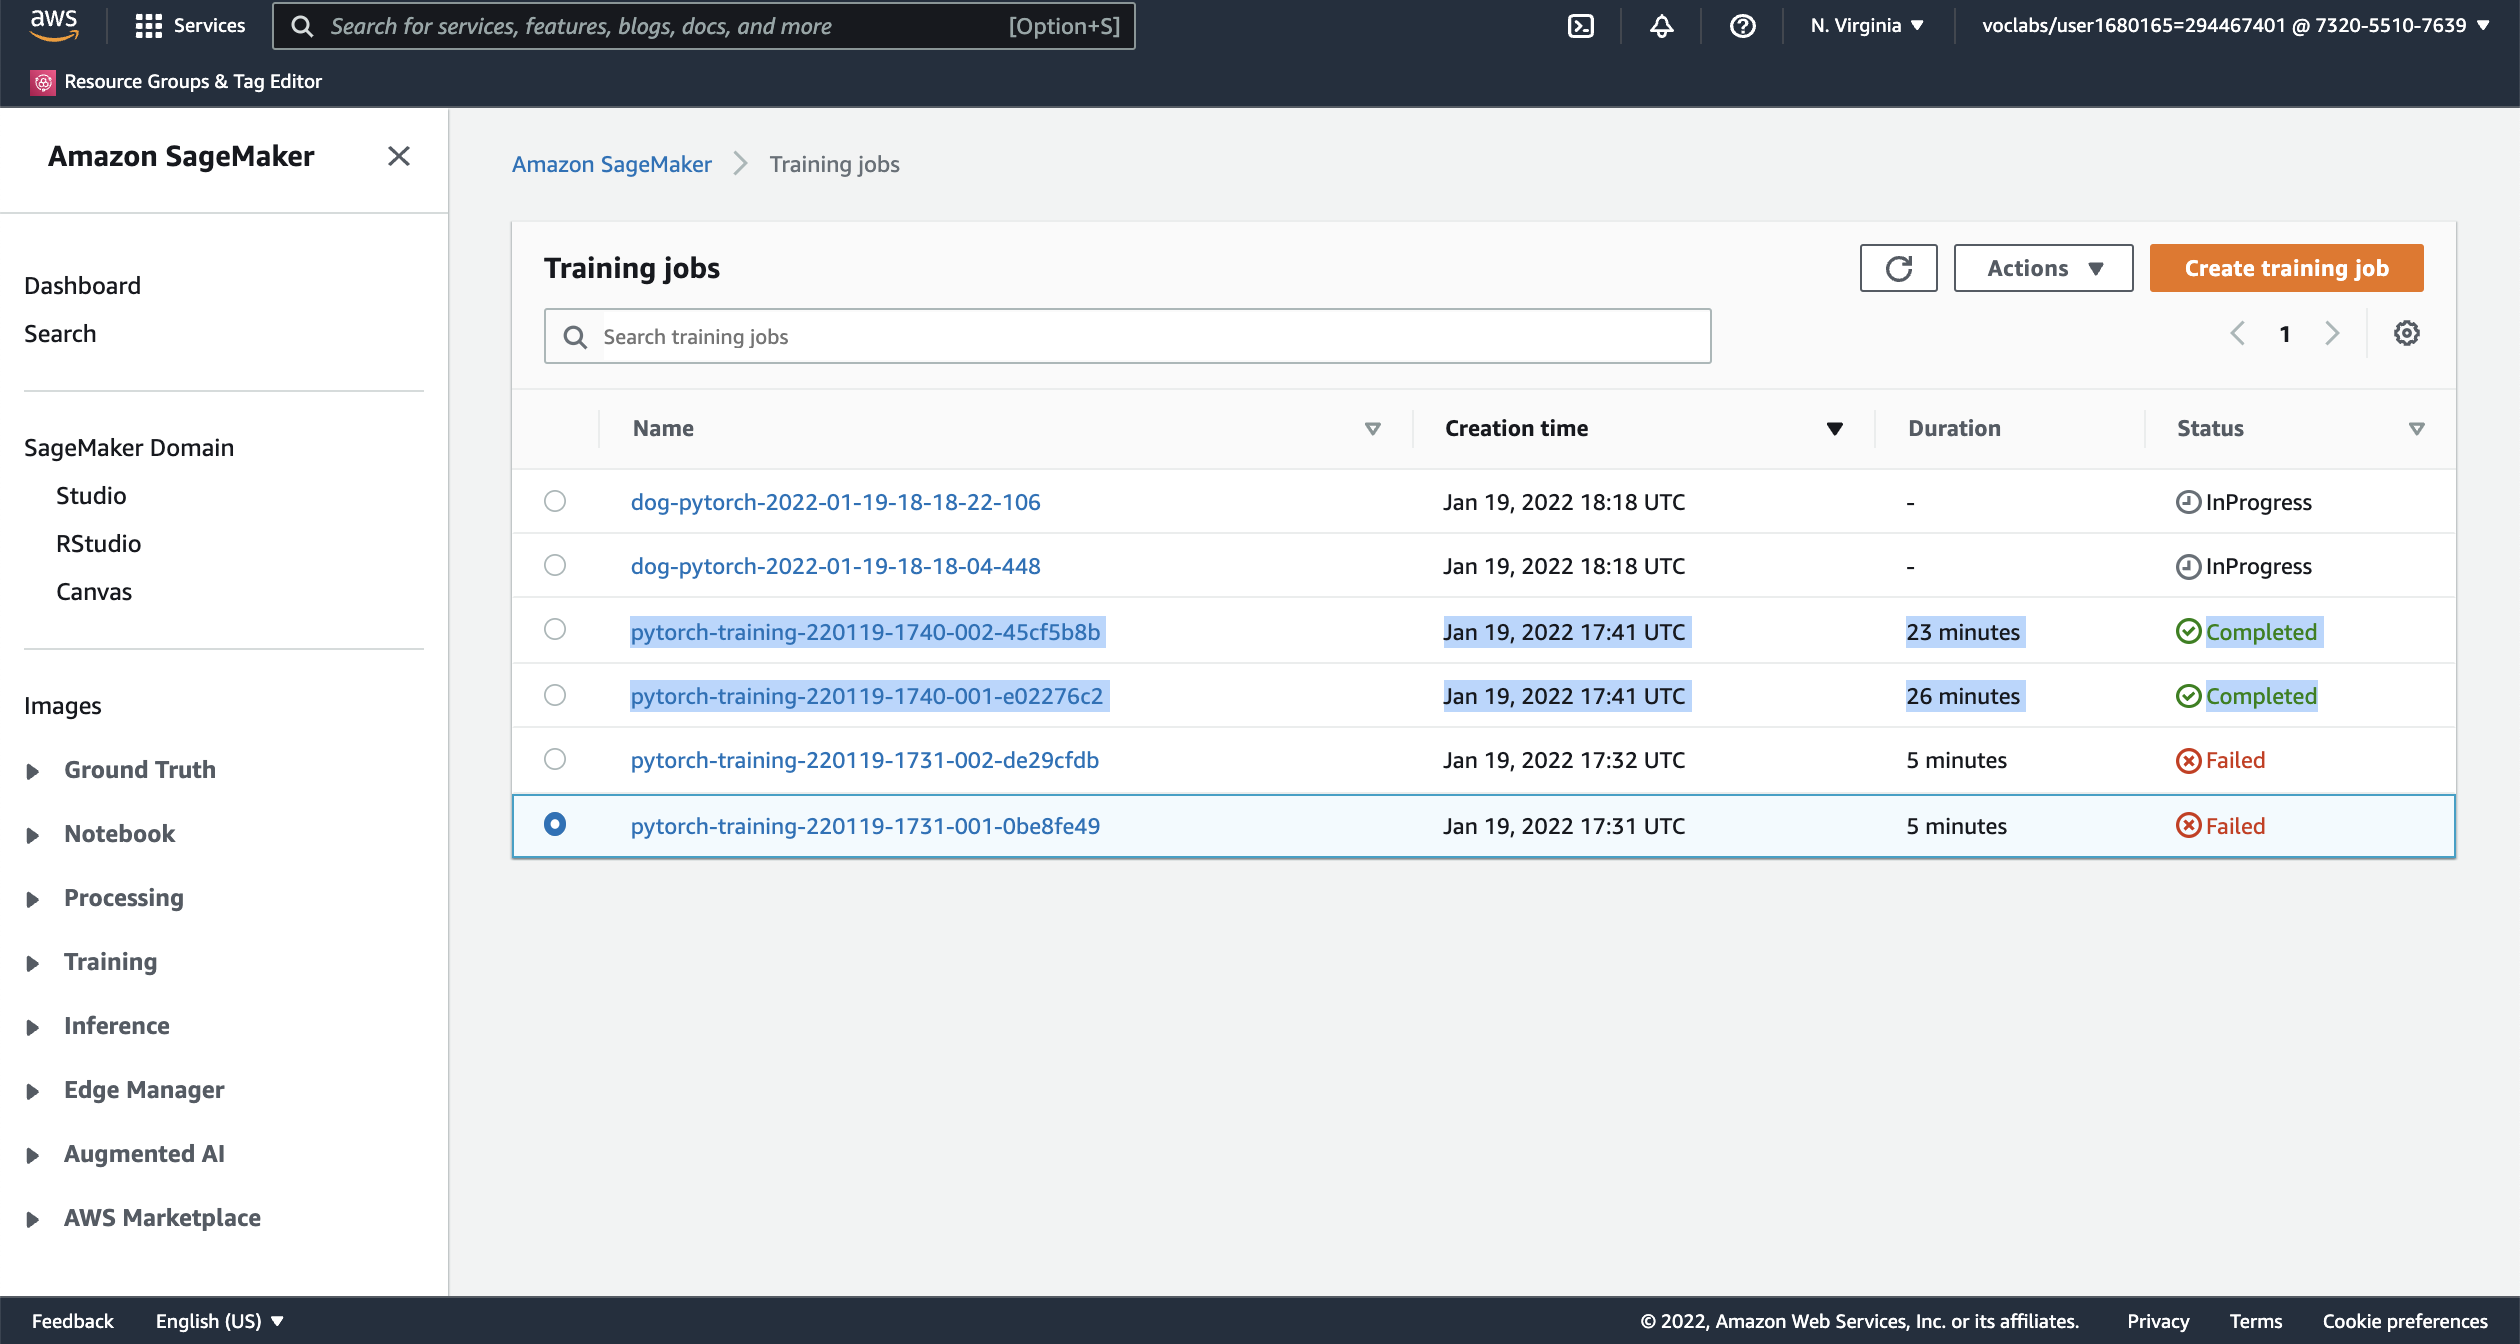 aws Services Search for services, features, blogs, docs, and more [Option+S] N. Virginia voclabs/user1680165=294467401 @ 7320-5510-7639
Resource Groups & Tag Editor
Amazon SageMaker
Dashboard
Search
SageMaker Domain
Studio
RStudio
Canvas
Images
Ground Truth
Notebook
Processing
Training
Inference
Edge Manager
Augmented AI
AWS Marketplace
Amazon SageMaker Training jobs
Training jobs Actions Create training job
Search training jobs 1
Name Creation time Duration Status
dog-pytorch-2022-01-19-18-18-22-106 Jan 19, 2022 18:18 UTC - InProgress
dog-pytorch-2022-01-19-18-18-04-448 Jan 19, 2022 18:18 UTC - InProgress
pytorch-training-220119-1740-002-45cf5b8b Jan 19, 2022 17:41 UTC 23 minutes Completed
pytorch-training-220119-1740-001-e02276c2 Jan 19, 2022 17:41 UTC 26 minutes Completed
pytorch-training-220119-1731-002-de29cfdb Jan 19, 2022 17:32 UTC 5 minutes Failed
pytorch-training-220119-1731-001-0be8fe49 Jan 19, 2022 17:31 UTC 5 minutes Failed
Feedback English (US) © 2022, Amazon Web Services, Inc. or its affiliates. Privacy Terms Cookie preferences